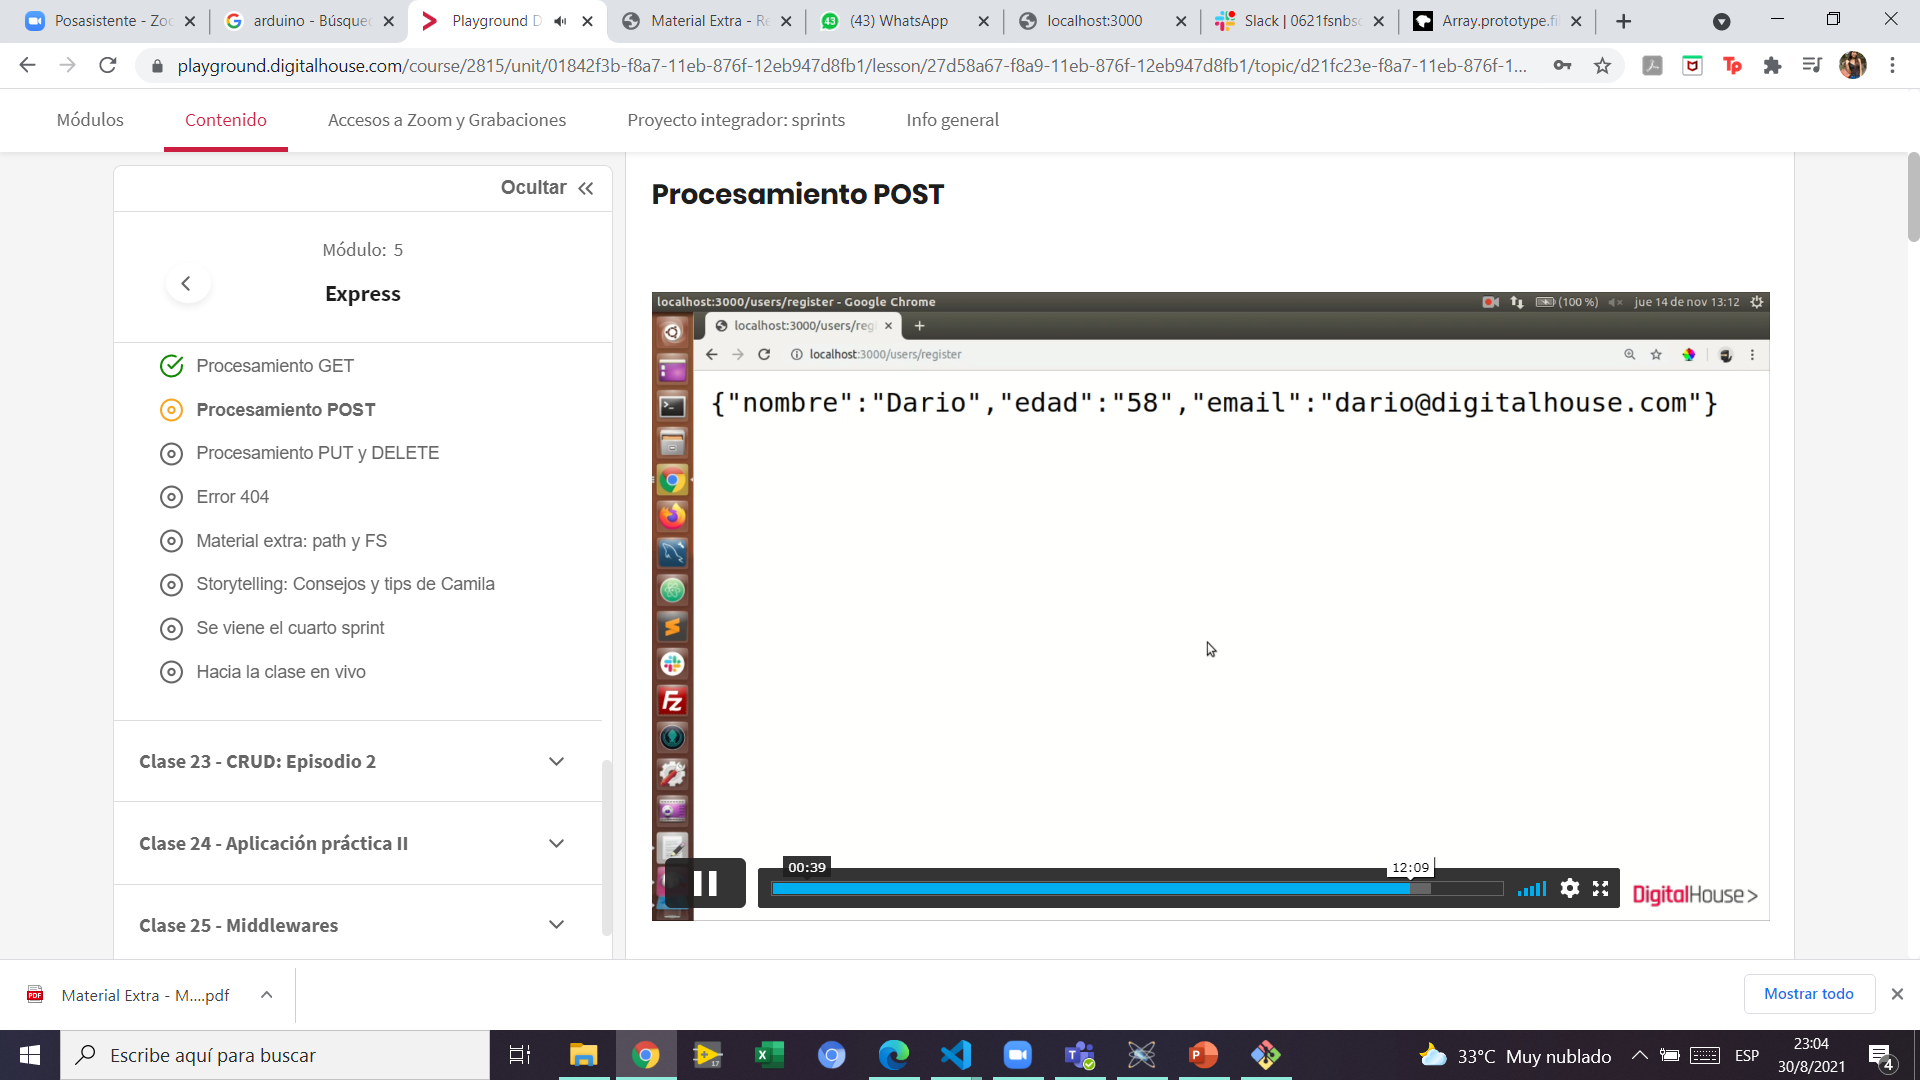 Posasistente - Zoo
arduino - Búsqued
Playground D
Material Extra - Re
(43) WhatsApp
localhost:3000
Slack | 0621fsnbsc
Array.prototype.fil
playground.digitalhouse.com/course/2815/unit/01842f3b-f8a7-11eb-876f-12eb947d8fb1/lesson/27d58a67-f8a9-11eb-876f-12eb947d8fb1/topic/d21fc23e-f8a7-11eb-876f-1...
Módulos
Contenido
Accesos a Zoom y Grabaciones
Proyecto integrador: sprints
Info general
Ocultar
Módulo: 5
Express
Procesamiento GET
Procesamiento POST
Procesamiento PUT y DELETE
Error 404
Material extra: path y FS
Storytelling: Consejos y tips de Camila
Se viene el cuarto sprint
Hacia la clase en vivo
Clase 23 - CRUD: Episodio 2
Clase 24 - Aplicación práctica II
Clase 25 - Middlewares
Procesamiento POST
localhost:3000/users/register - Google Chrome
(100 %)
jue 14 de nov 13:12
localhost:3000/users/reg
localhost:3000/users/register
{"nombre":"Dario","edad":"58","email":"dario@digitalhouse.com"}
00:39
12:09
DigitalHouse>
Material Extra - M....pdf
Mostrar todo
Escribe aquí para buscar
33°C Muy nublado
ESP
23:04
30/8/2021
4